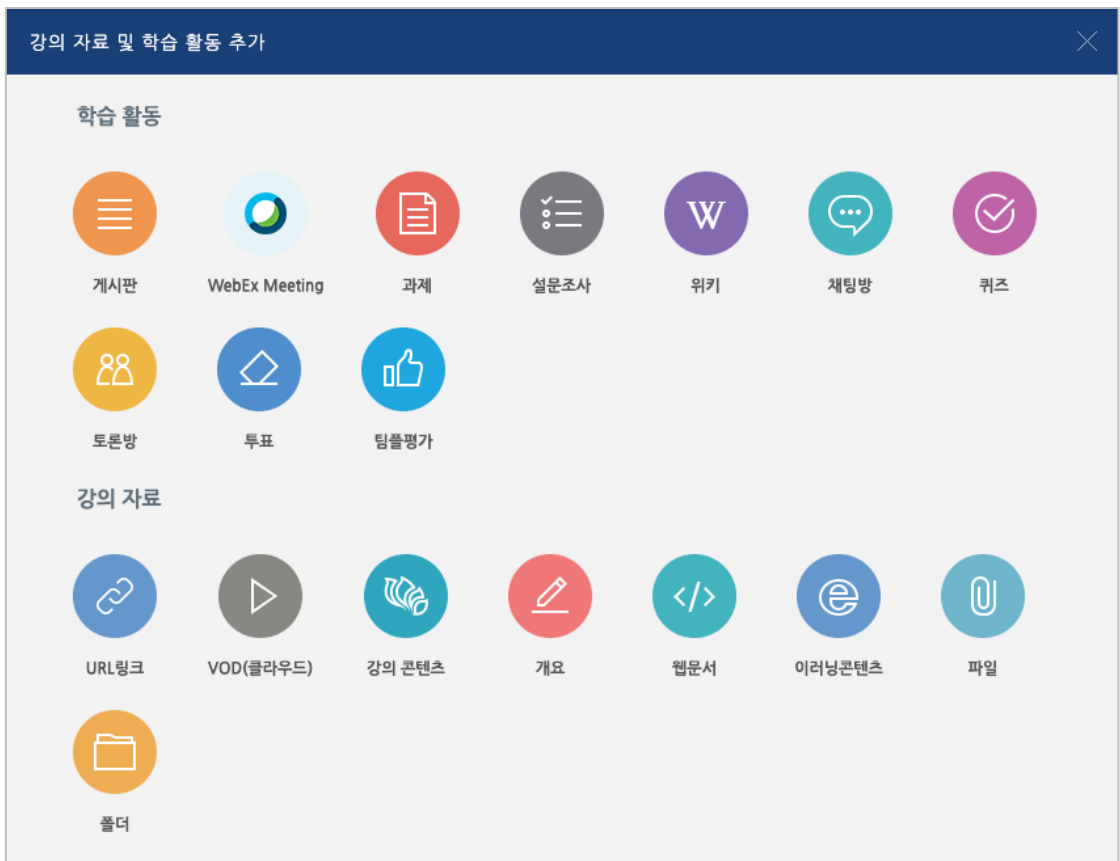 강의 자료 및 학습 활동 추가
학습 활동
게시판 WebEx Meeting 과제 설문조사 위키 채팅방 퀴즈
토론방 투표 팀플평가
강의 자료
URL링크 VOD(클라우드) 강의 콘텐츠 개요 웹문서 이러닝콘텐츠 파일
폴더